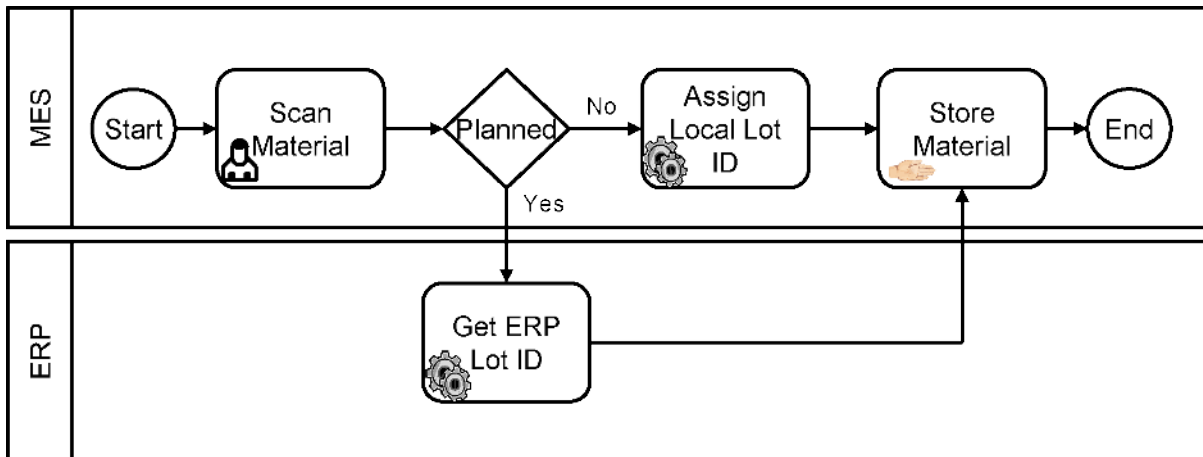 MES
Start
Scan
Material
Planned
No
Yes
Assign
Local Lot
ID
Store
Material
End
ERP
Get ERP
Lot ID